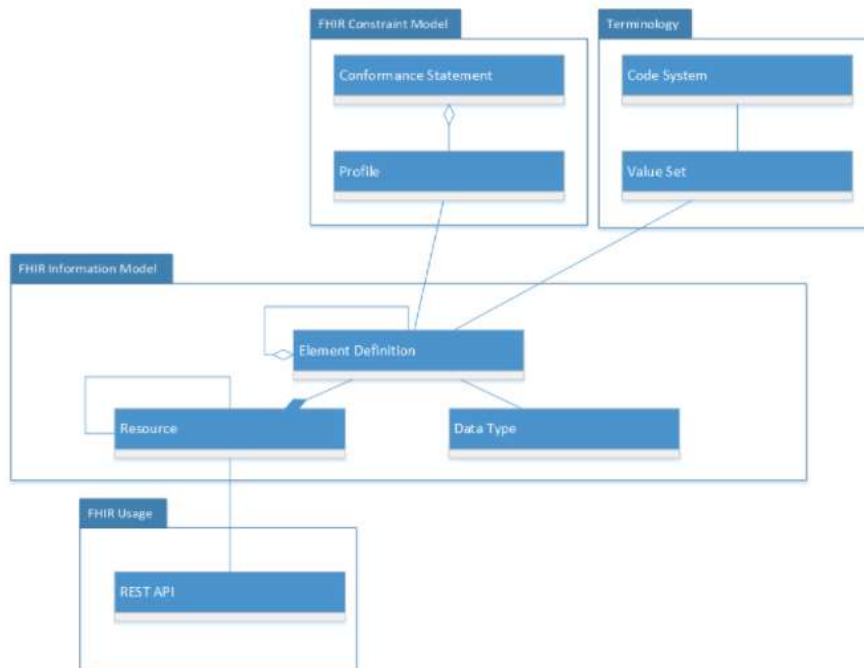 FHIR Constraint Model
Terminology
Conformance Statement
Code System
Profile
Value Set
FHIR Information Model
Element Definition
Resource
Data Type
FHIR Usage
REST API